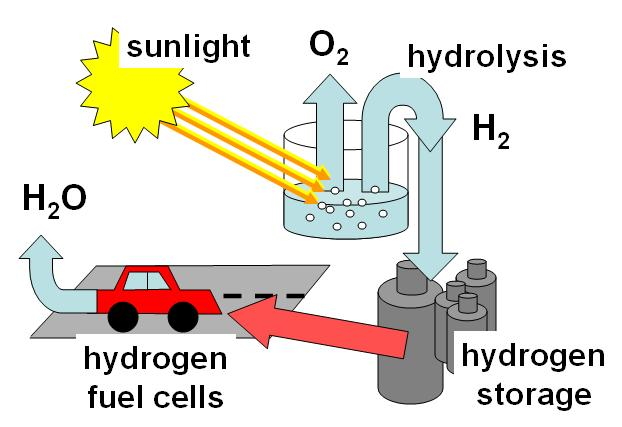 sunlight
O₂
hydrolysis
H₂
H₂O
hydrogen
fuel cells
hydrogen
storage